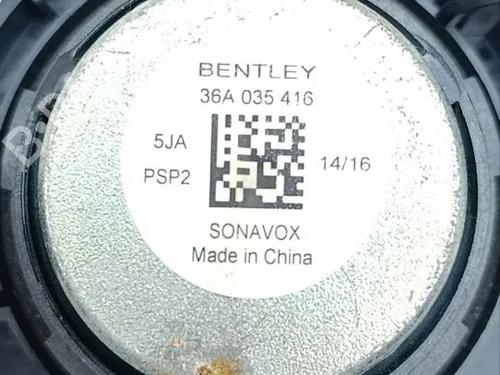 BENTLEY
36A 035 416
5JA
PSP2
14/16
SONAVOX
Made in China